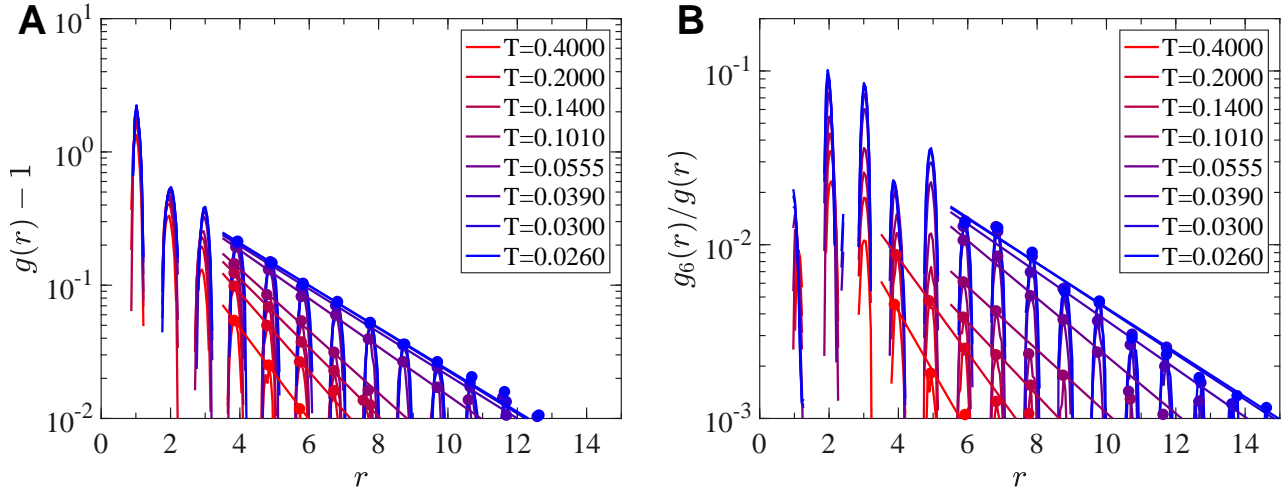 A
g(r) − 1
10^1
10^0
10^-1
10^-2
0 2 4 6 8 10 12 14
r
T=0.4000
T=0.2000
T=0.1400
T=0.1010
T=0.0555
T=0.0390
T=0.0300
T=0.0260
B
g_6(r)/g(r)
10^-1
10^-2
10^-3
0 2 4 6 8 10 12 14
r
T=0.4000
T=0.2000
T=0.1400
T=0.1010
T=0.0555
T=0.0390
T=0.0300
T=0.0260